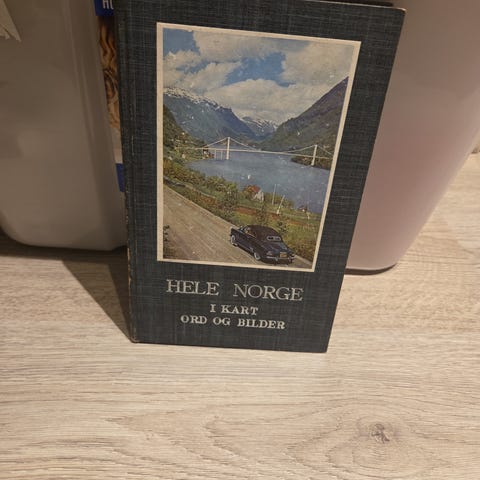 HELE NORGE
I KART
ORD OG BILDER